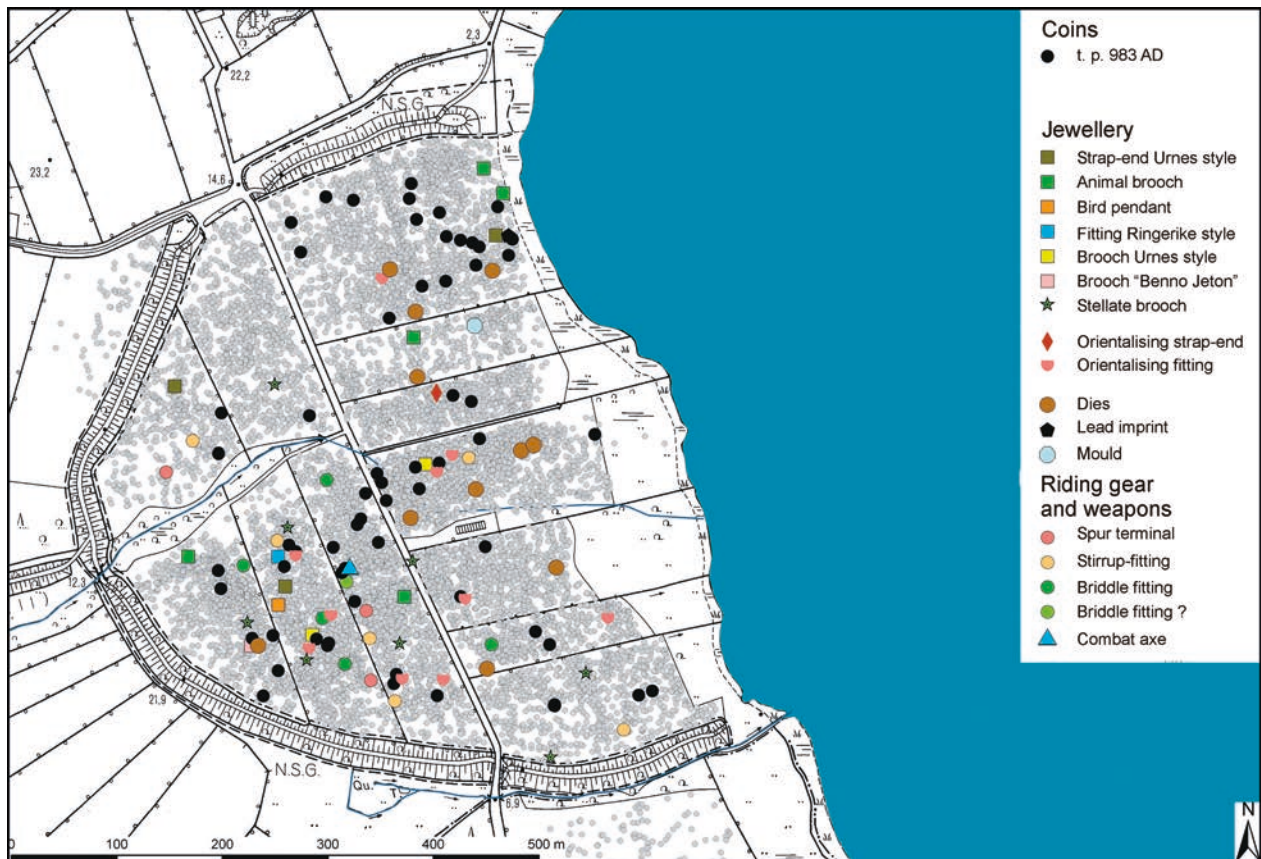 2,3
22,2
N.S.G.
23,2
14,6
12,3
21,9
N.S.G.
Qu.
T.
6,9
0 100 200 300 400 500 m
Coins
t. p. 983 AD
Jewellery
Strap-end Urnes style
Animal brooch
Bird pendant
Fitting Ringerike style
Brooch Urnes style
Brooch "Benno Jeton"
Stellate brooch
Orientalising strap-end
Orientalising fitting
Dies
Lead imprint
Mould
Riding gear
and weapons
Spur terminal
Stirrup-fitting
Briddle fitting
Briddle fitting ?
Combat axe
N